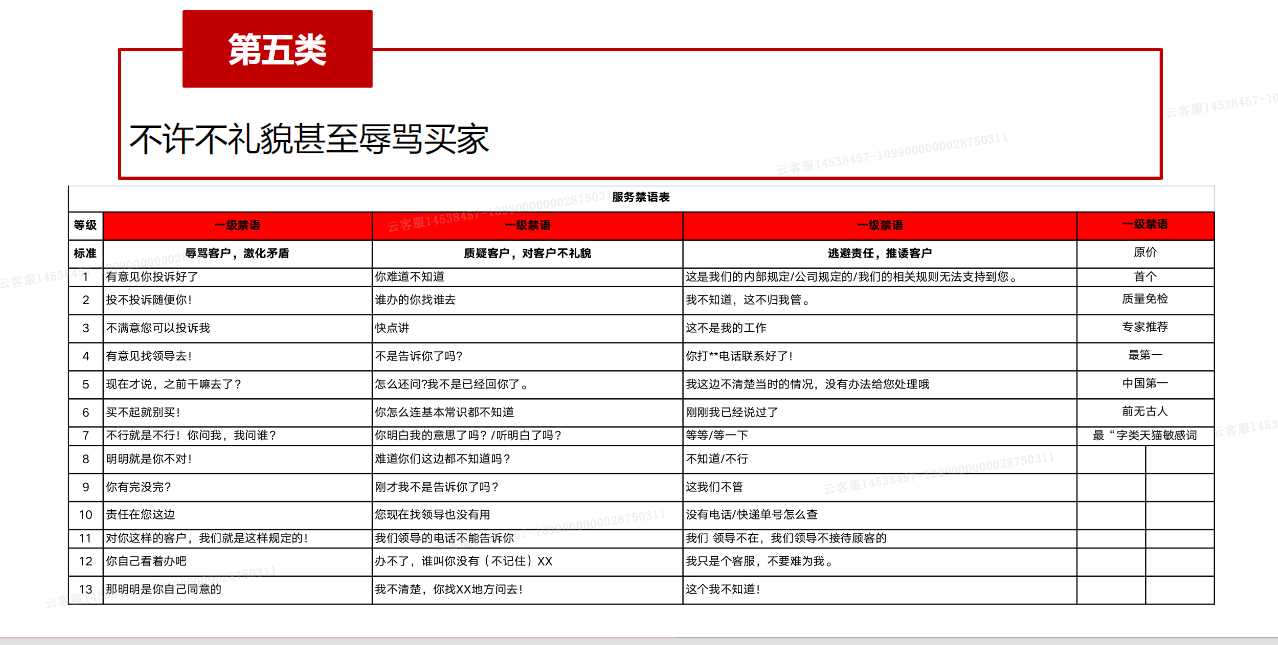 第五类
不许不礼貌甚至辱骂买家
服务禁语表
等级 一级禁语 一级禁语 一级禁语 一级禁语
标准 辱骂客户，激化矛盾 质疑客户，对客户不礼貌 逃避责任，推诿客户 原价
1 有意见你投诉好了 你难道不知道 这是我们的内部规定/公司规定的/我们的相关规则无法支持到您。 首个
2 投不投诉随便你！ 谁办的你找谁去 我不知道，这不归我管。 质量免检
3 不满意您可以投诉我 快点讲 这不是我的工作 专家推荐
4 有意见找领导去！ 不是告诉你了吗？ 你打**电话联系好了！ 最第一
5 现在才说，之前干嘛去了？ 怎么还问?我不是已经回你了。 我这边不清楚当时的情况，没有办法给您处理哦 中国第一
6 买不起就别买！ 你怎么连基本常识都不知道 刚刚我已经说过了 前无古人
7 不行就是不行！你问我，我问谁？ 你明白我的意思了吗？/听明白了吗？ 等等/等一下 最“字类天猫敏感词
8 明明就是你不对！ 难道你们这边都不知道吗？ 不知道/不行
9 你有完没完？ 刚才我不是告诉你了吗？ 这我们不管
10 责任在您这边 您现在找领导也没有用 没有电话/快递单号怎么查
11 对你这样的客户，我们就是这样规定的！ 我们领导的电话不能告诉你 我们 领导不在，我们领导不接待顾客的
12 你自己看着办吧 办不了，谁叫你没有（不记住）XX 我只是个客服，不要难为我。
13 那明明是你自己同意的 我不清楚，你找XX地方问去！ 这个我不知道！
云客服14538457-1099000000028750311